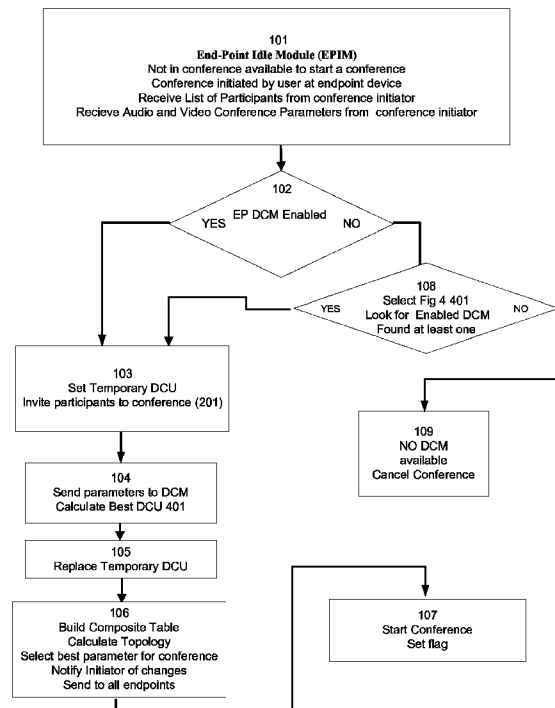 101
End-Point Idle Module (EPIM)
Not in conference available to start a conference
Conference initiated by user at endpoint device
Receive List of Participants from conference initiator
Recieve Audio and Video Conference Parameters from conference initiator
102
EP DCM Enabled
YES
NO
108
Select Fig 4 401
Look for Enabled DCM
Found at least one
YES
NO
103
Set Temporary DCU
Invite participants to conference (201)
109
NO DCM
available
Cancel Conference
104
Send parameters to DCM
Calculate Best DCU 401
105
Replace Temporary DCU
106
Build Composite Table
Calculate Topology
Select best parameter for conference
Notify Initiator of changes
Send to all endpoints
107
Start Conference
Set flag